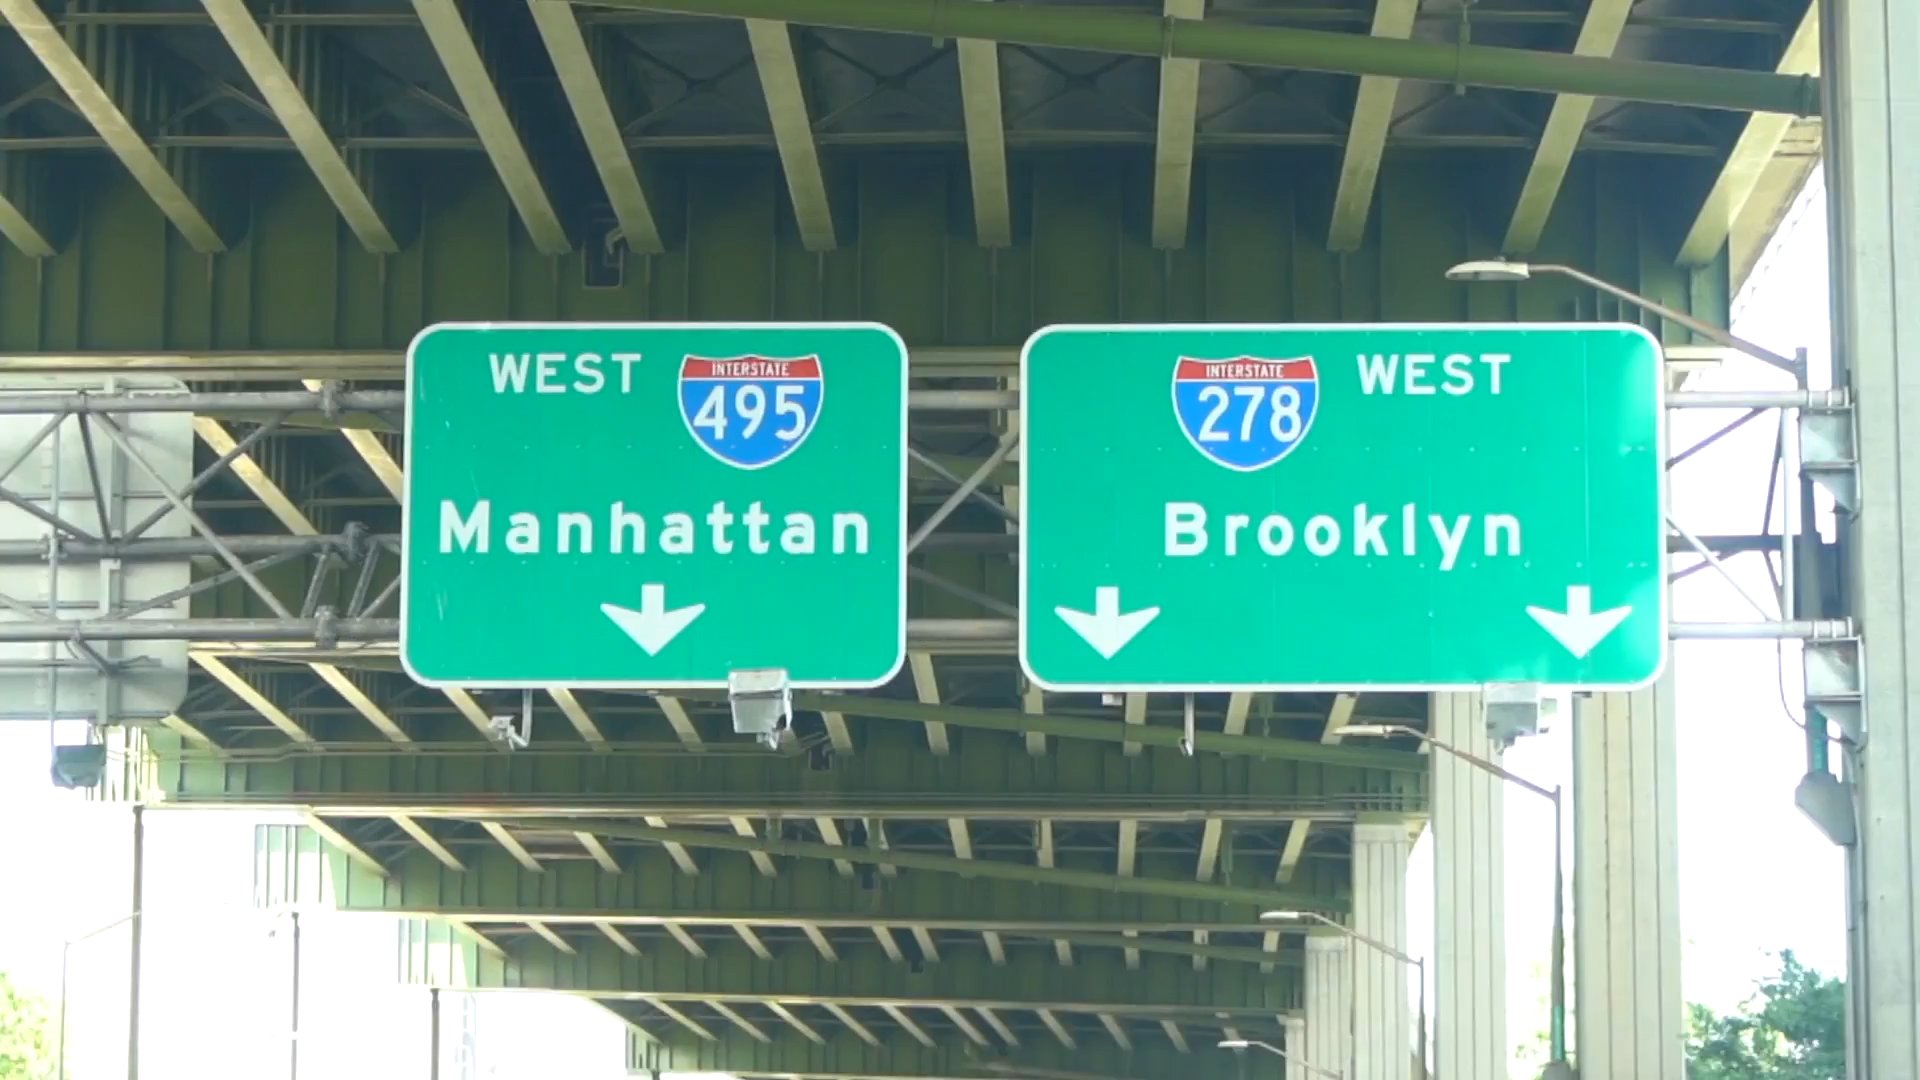 WEST INTERSTATE 495
Manhattan
INTERSTATE 278 WEST
Brooklyn